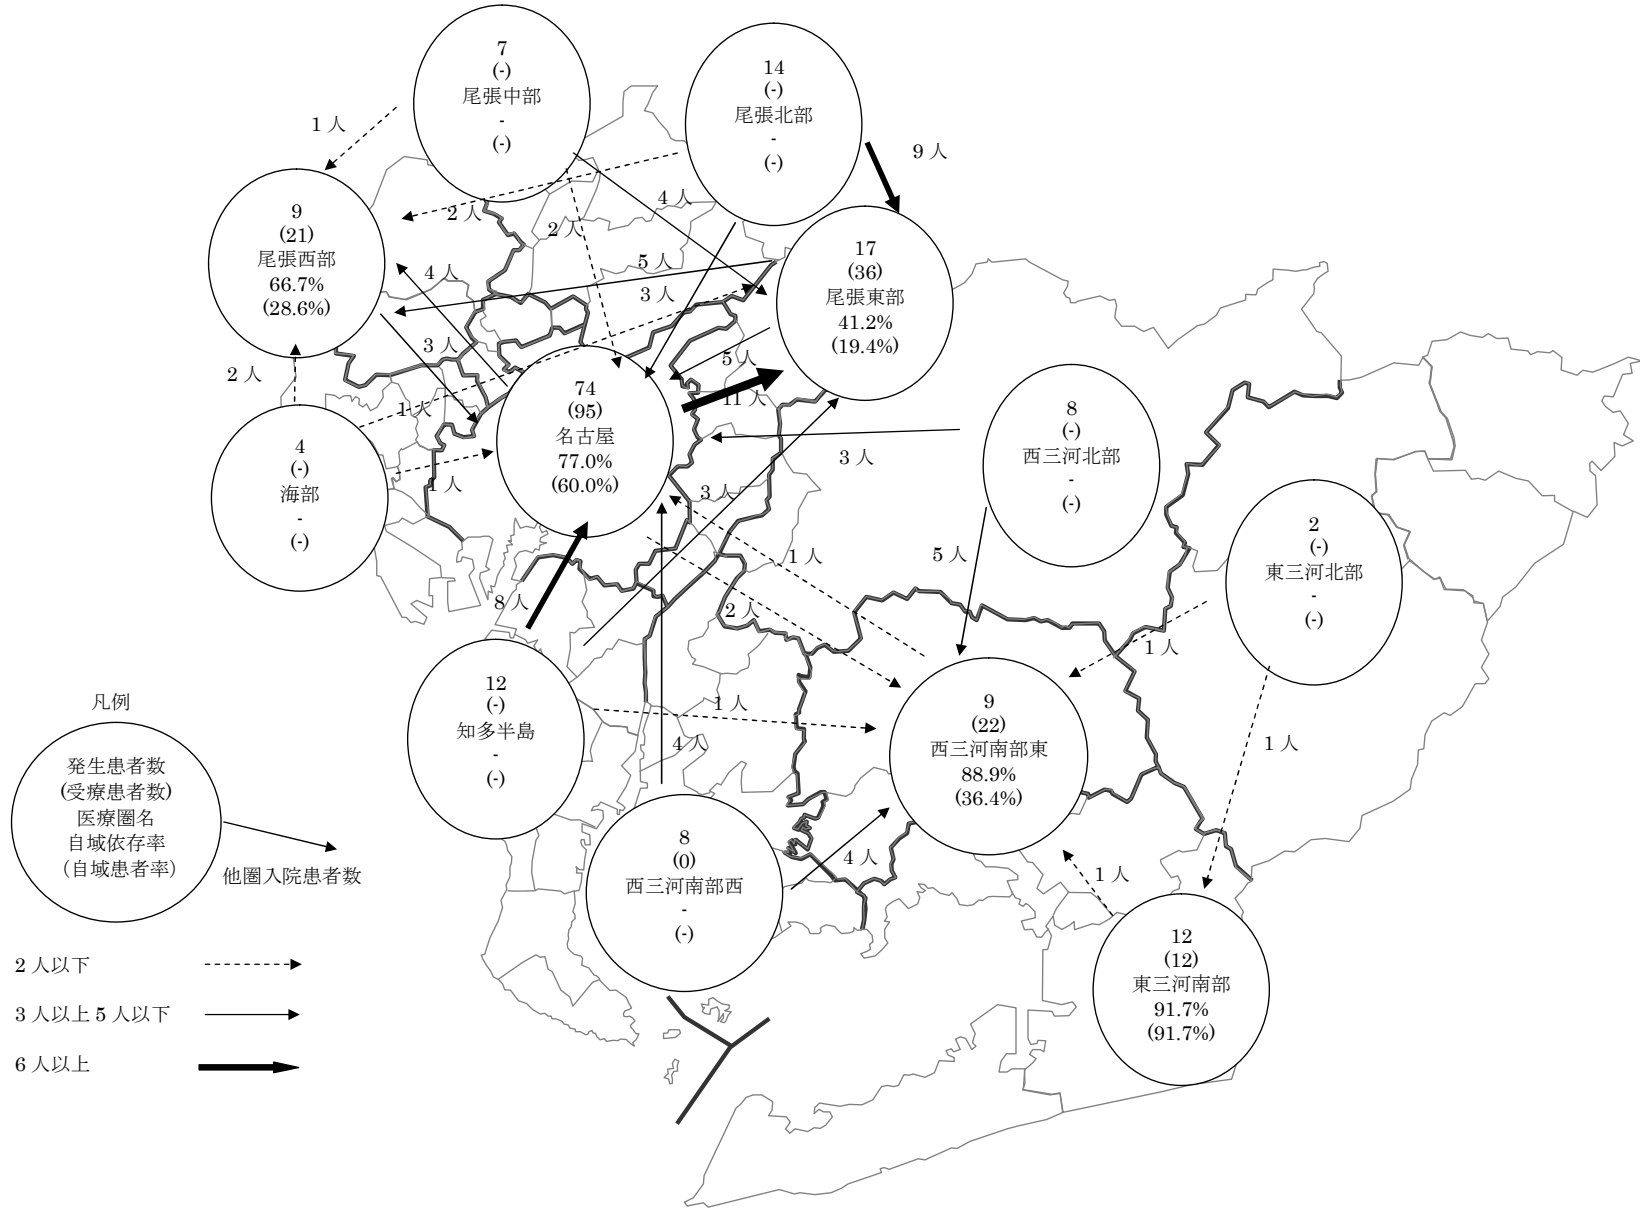 7
(-)
尾張中部
-
(-)
14
(-)
尾張北部
-
(-)
1 人
9 人
9
(21)
尾張西部
66.7%
(28.6%)
2 人
4 人
2 人
17
(36)
尾張東部
41.2%
(19.4%)
4 人
5 人
3 人
3 人
2 人
5 人
11 人
1 人
74
(95)
名古屋
77.0%
(60.0%)
8
(-)
西三河北部
-
(-)
3 人
4
(-)
海部
-
(-)
1 人
3 人
2
(-)
東三河北部
-
(-)
1 人
5 人
8 人
2 人
1 人
12
(-)
知多半島
-
(-)
1 人
4 人
9
(22)
西三河南部東
88.9%
(36.4%)
1 人
凡例
発生患者数
(受療患者数)
医療圏名
自域依存率
(自域患者率)
他圏入院患者数
8
(0)
西三河南部西
-
(-)
4 人
1 人
12
(12)
東三河南部
91.7%
(91.7%)
2 人以下
3 人以上 5 人以下
6 人以上